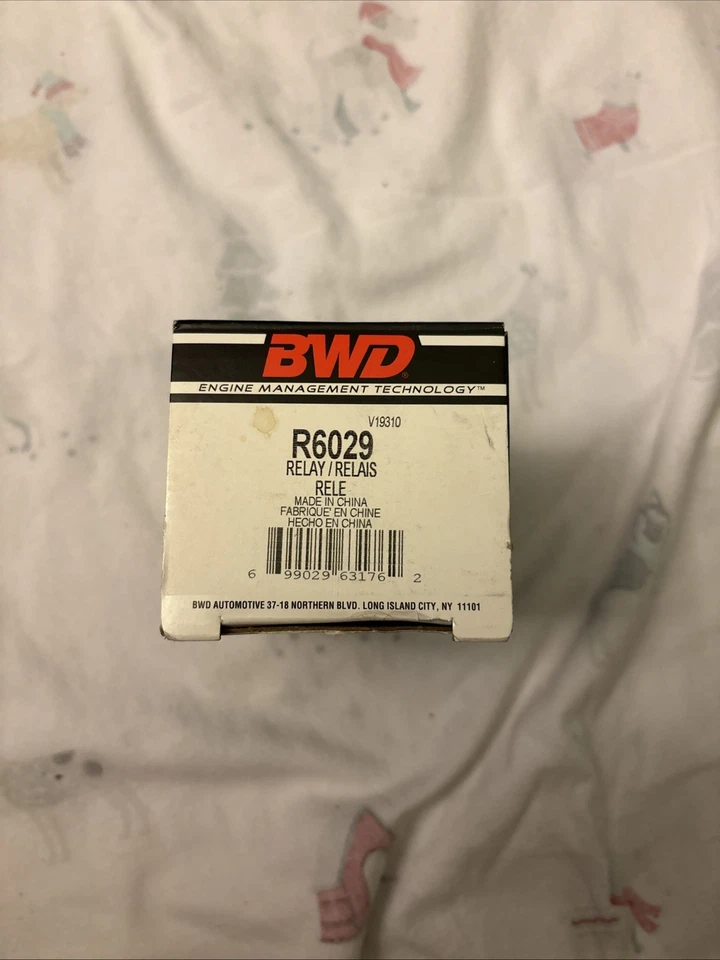 BWD®
ENGINE MANAGEMENT TECHNOLOGY™
V19310
R6029
RELAY / RELAIS
RELE
MADE IN CHINA
FABRIQUE' EN CHINE
HECHO EN CHINA
6 99029 63176 2
BWD AUTOMOTIVE 37-18 NORTHERN BLVD. LONG ISLAND CITY, NY 11101